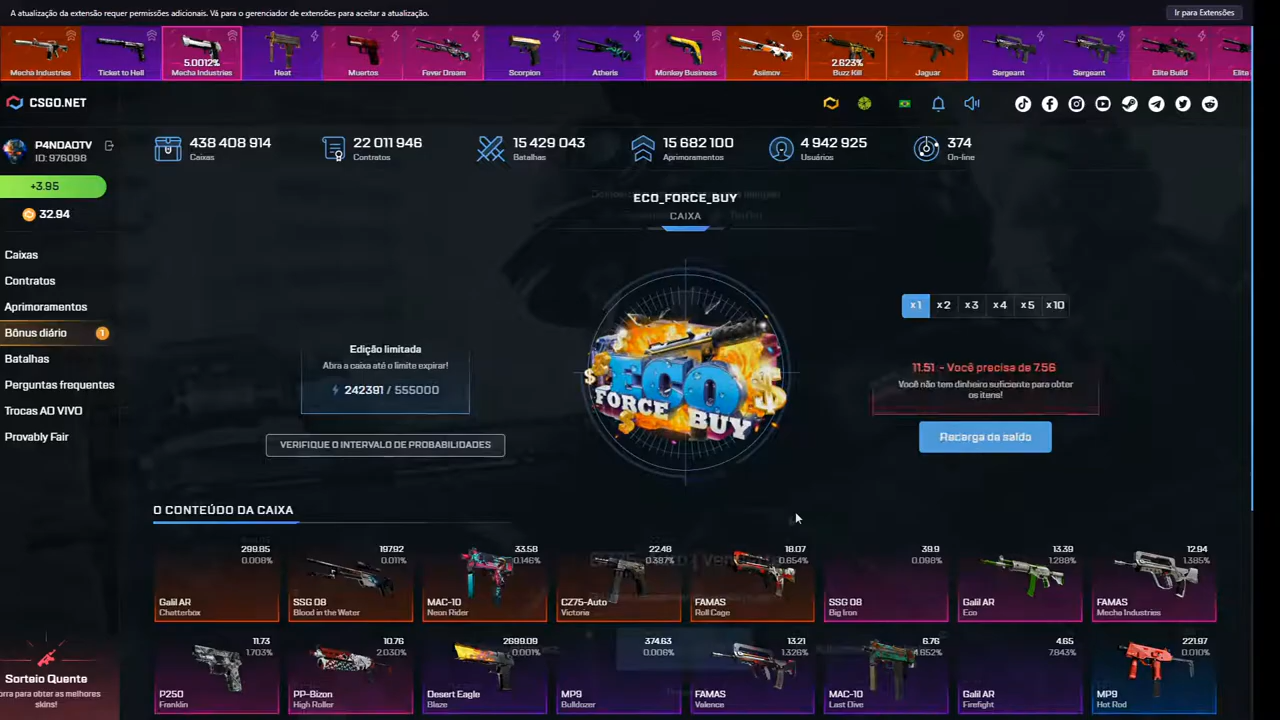 A atualização da extensão requer permissões adicionais. Vá para o gerenciador de extensões para aceitar a atualização.
Ir para Extensões
Mecha Industries
Ticket to Hell
5.0012%
Mecha Industries
Heat
Muertos
Fever Dream
Scorpion
Atheris
Monkey Business
Asiimov
2.623%
Buzz Kill
Jaguar
Sergeant
Sergeant
Elite Build
Elite
CSGO.NET
P4NDAOTV
ID: 976098
438 408 914
Caixas
22 011 946
Contratos
15 429 043
Batalhas
15 682 100
Aprimoramentos
4 942 925
Usuários
374
On-line
+3.95
32.94
ECO_FORCE_BUY
CAIXA
Caixas
Contratos
Aprimoramentos
Bônus diário 1
Batalhas
Perguntas frequentes
Trocas AO VIVO
Provably Fair
Edição limitada
Abra a caixa até o limite expirar!
242391 / 555000
VERIFIQUE O INTERVALO DE PROBABILIDADES
ECO
FORCE BUY
x1 x2 x3 x4 x5 x10
11.51 - Você precisa de 7.56
Você não tem dinheiro suficiente para obter
os itens!
Recarga de saldo
O CONTEÚDO DA CAIXA
299.85
0.008%
Galil AR
Chatterbox
197.92
0.011%
SSG 08
Blood in the Water
33.58
0.146%
MAC-10
Neon Rider
22.48
0.387%
CZ75-Auto
Victoria
18.07
0.654%
FAMAS
Roll Cage
39.9
0.098%
SSG 08
Big Iron
13.39
1.288%
Galil AR
Eco
12.94
1.385%
FAMAS
Mecha Industries
11.73
1.703%
P250
Franklin
10.76
2.030%
PP-Bizon
High Roller
2699.09
0.001%
Desert Eagle
Blaze
374.63
0.006%
MP9
Bulldozer
13.21
1.326%
FAMAS
Valence
6.76
4.652%
MAC-10
Last Dive
4.65
7.843%
Galil AR
Firefight
221.97
0.010%
MP9
Hot Rod
Sorteio Quente
orra para obter as melhores
skins!